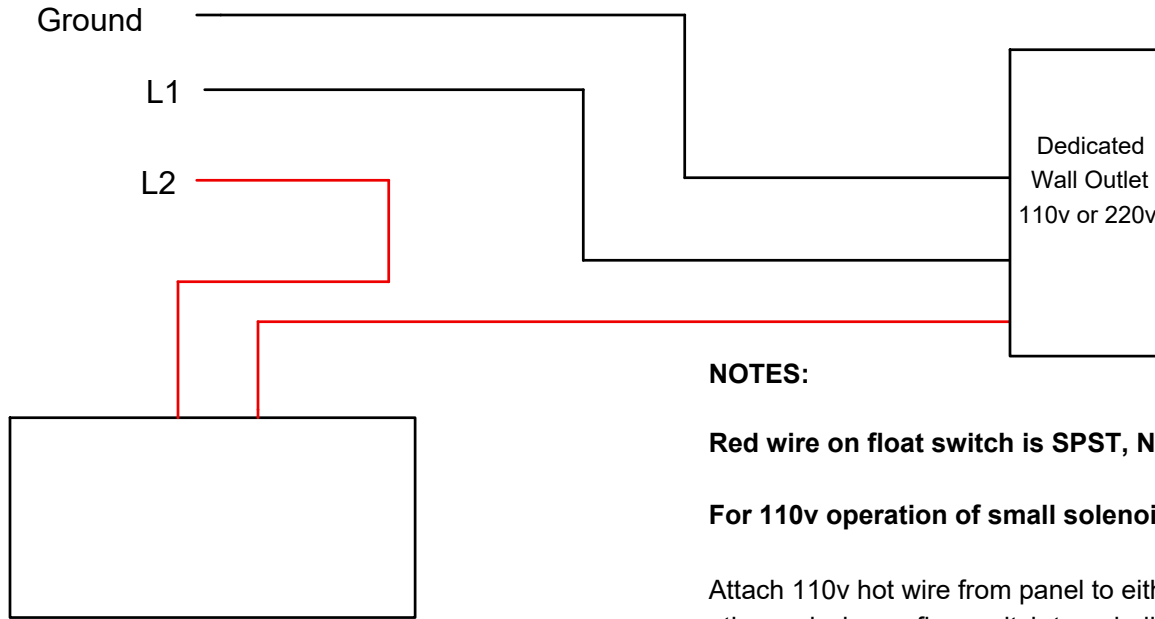 Ground
L1
L2
Dedicated
Wall Outlet
110v or 220v
NOTES:
Red wire on float switch is SPST, N
For 110v operation of small solenoi
Attach 110v hot wire from panel to eith